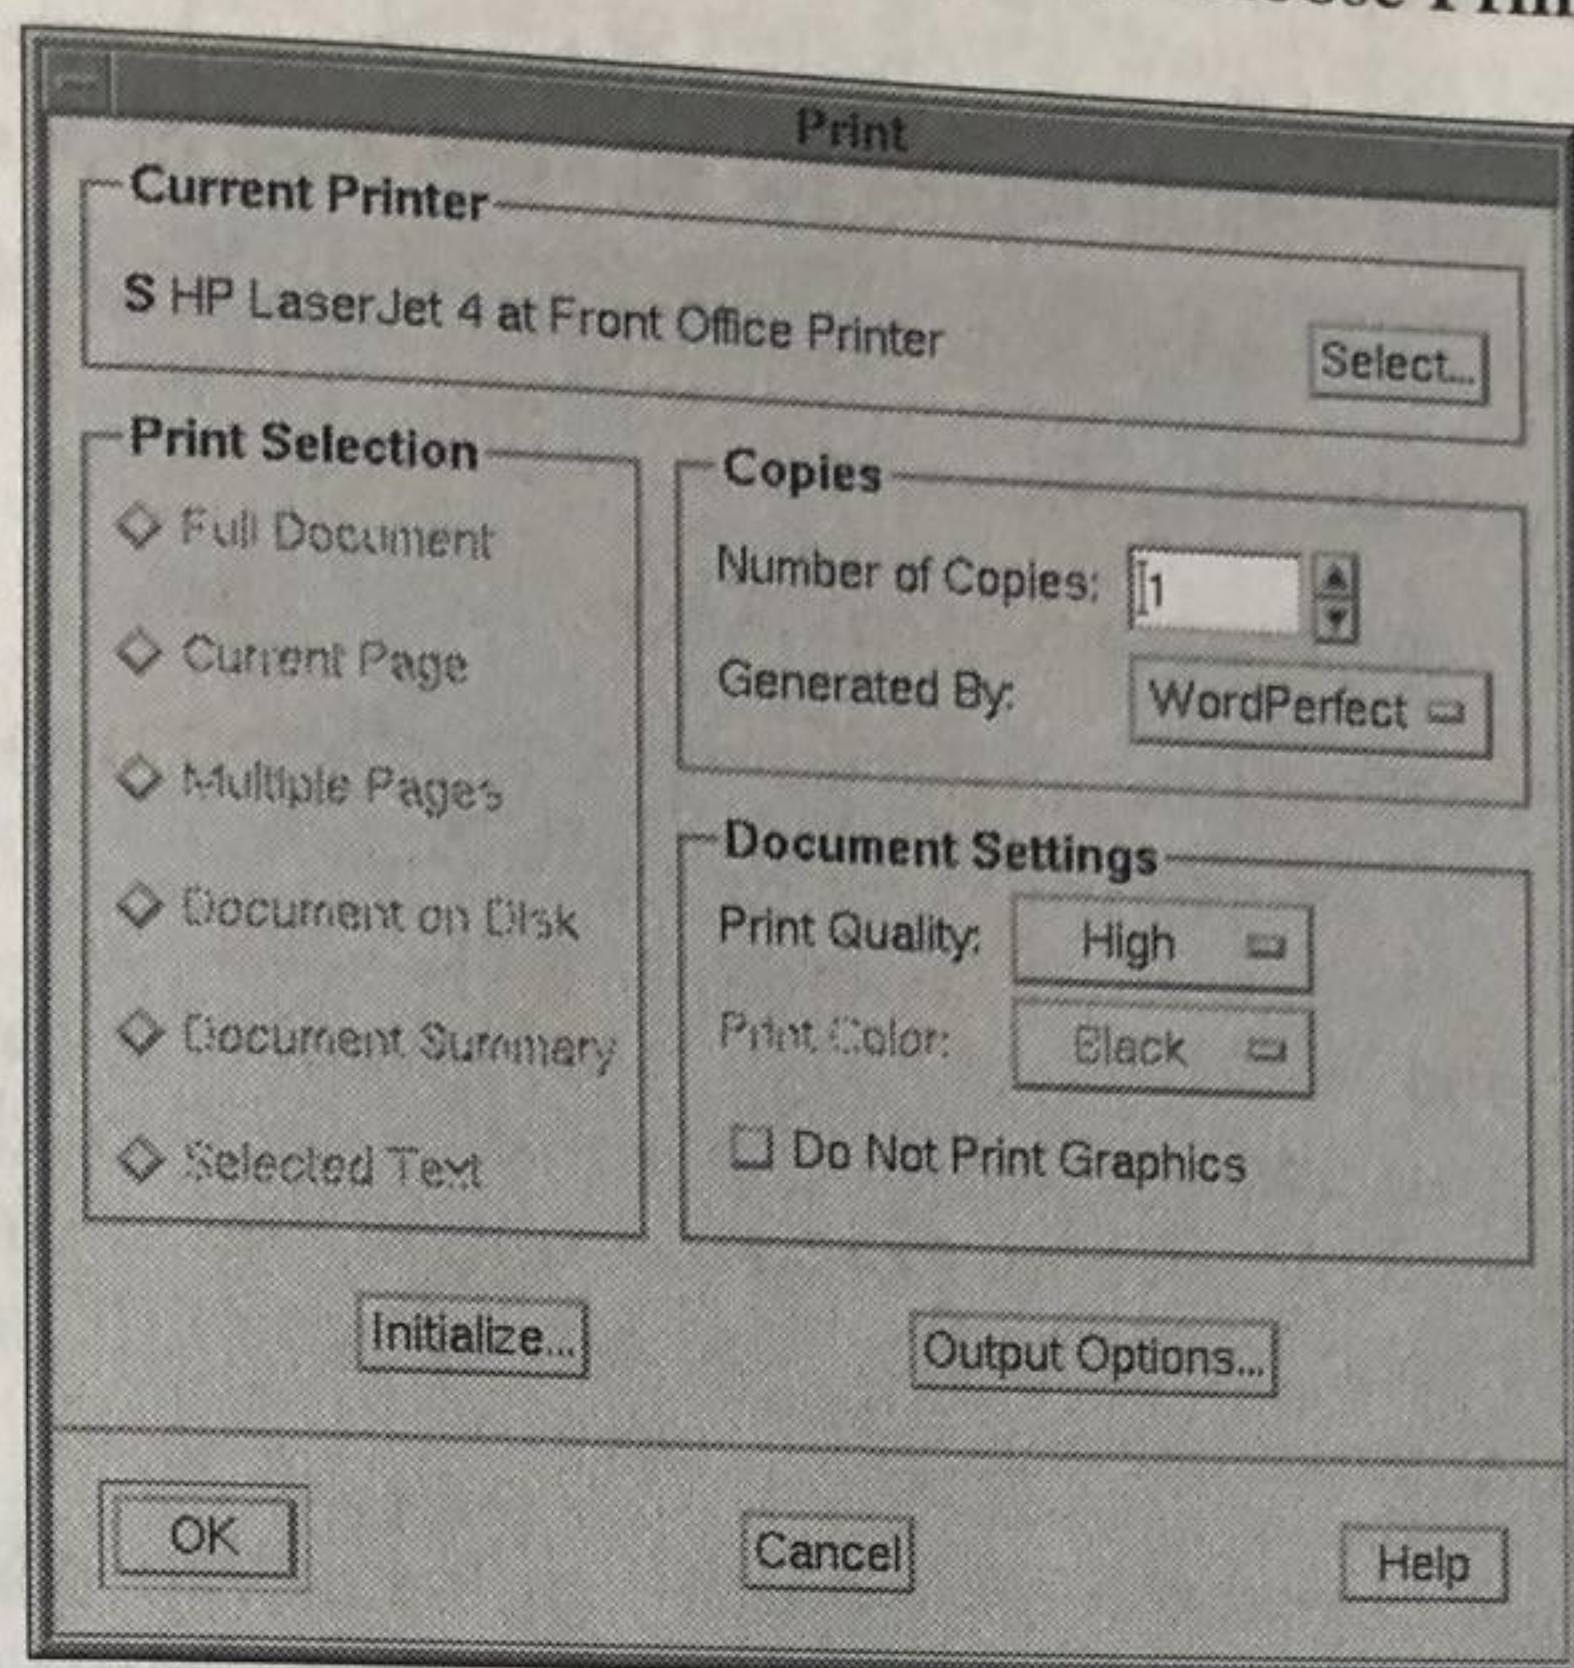 Print
Current Printer
S HP LaserJet 4 at Front Office Printer
Select...
Print Selection
Full Document
Current Page
Multiple Pages
Document on Disk
Document Summary
Selected Text
Copies
Number of Copies: 1
Generated By: WordPerfect
Document Settings
Print Quality: High
Print Color: Black
Do Not Print Graphics
Initialize...
Output Options...
OK
Cancel
Help